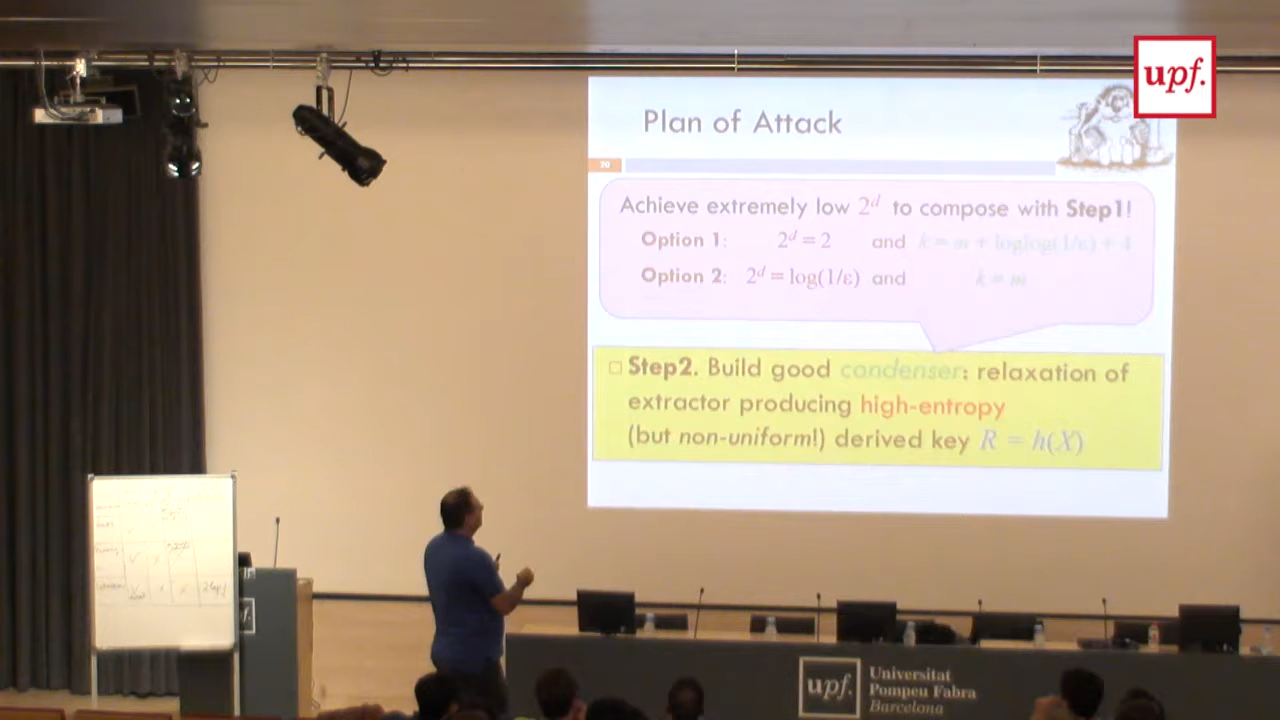 upf.
Plan of Attack
20
Achieve extremely low 2^d to compose with Step1!
Option 1: 2^d = 2 and k = m + loglog(1/ε) + 4
Option 2: 2^d = log(1/ε) and k = m
□ Step2. Build good condenser: relaxation of
extractor producing high-entropy
(but non-uniform!) derived key R = h(X)
upf.
Universitat
Pompeu Fabra
Barcelona